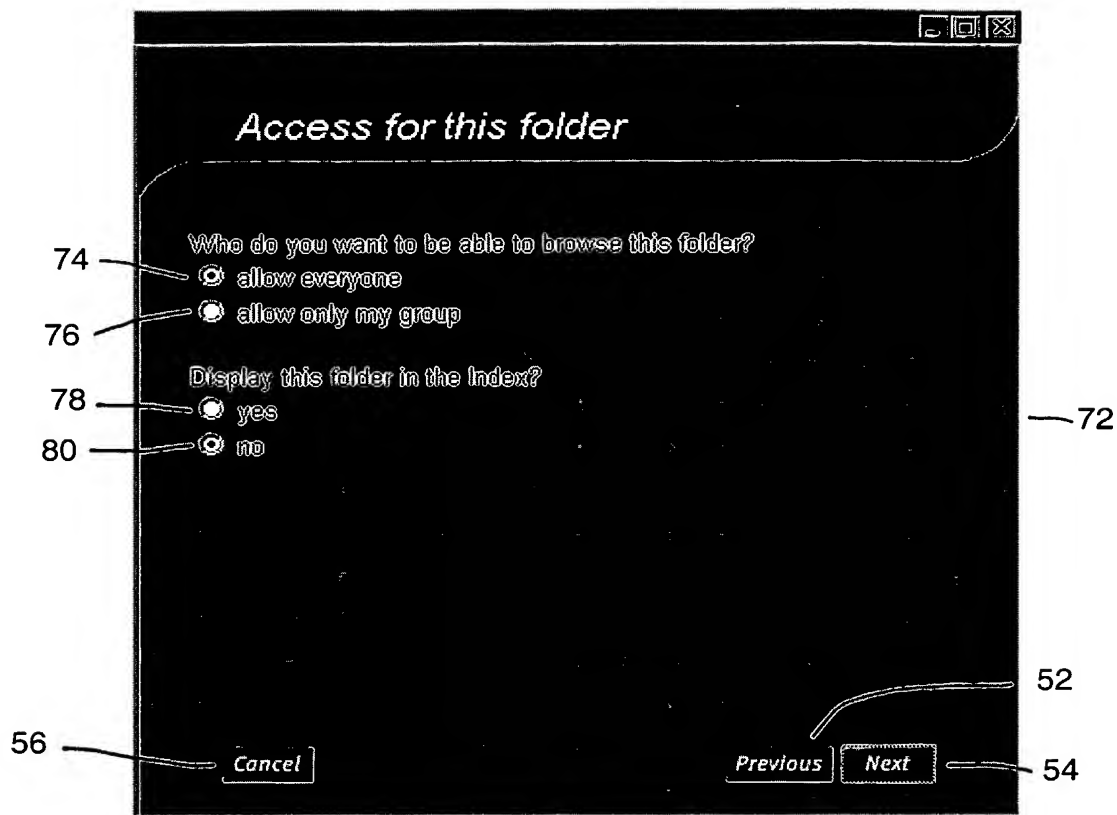 Access for this folder
Who do you want to be able to browse this folder?
74
allow everyone
76
allow only my group
Display this folder in the Index?
78
yes
72
80
no
52
56
Cancel
Previous
Next
54